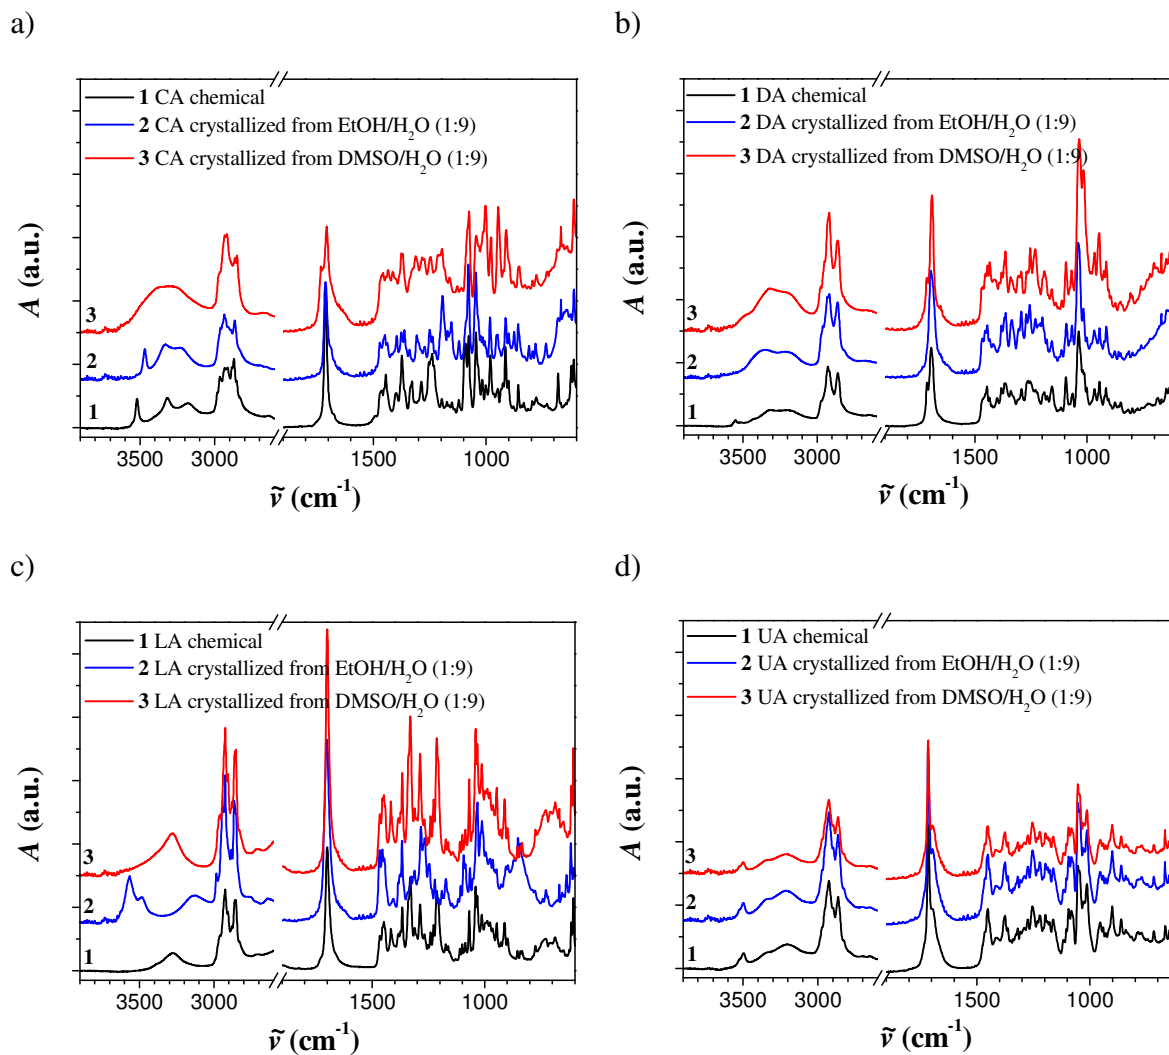 a)
1 CA chemical
2 CA crystallized from EtOH/H₂O (1:9)
3 CA crystallized from DMSO/H₂O (1:9)
A (a.u.)
3
2
1
3500 3000 1500 1000
ṽ (cm⁻¹)
b)
1 DA chemical
2 DA crystallized from EtOH/H₂O (1:9)
3 DA crystallized from DMSO/H₂O (1:9)
A (a.u.)
3
2
1
3500 3000 1500 1000
ṽ (cm⁻¹)
c)
1 LA chemical
2 LA crystallized from EtOH/H₂O (1:9)
3 LA crystallized from DMSO/H₂O (1:9)
A (a.u.)
3
2
1
3500 3000 1500 1000
ṽ (cm⁻¹)
d)
1 UA chemical
2 UA crystallized from EtOH/H₂O (1:9)
3 UA crystallized from DMSO/H₂O (1:9)
A (a.u.)
3
2
1
3500 3000 1500 1000
ṽ (cm⁻¹)